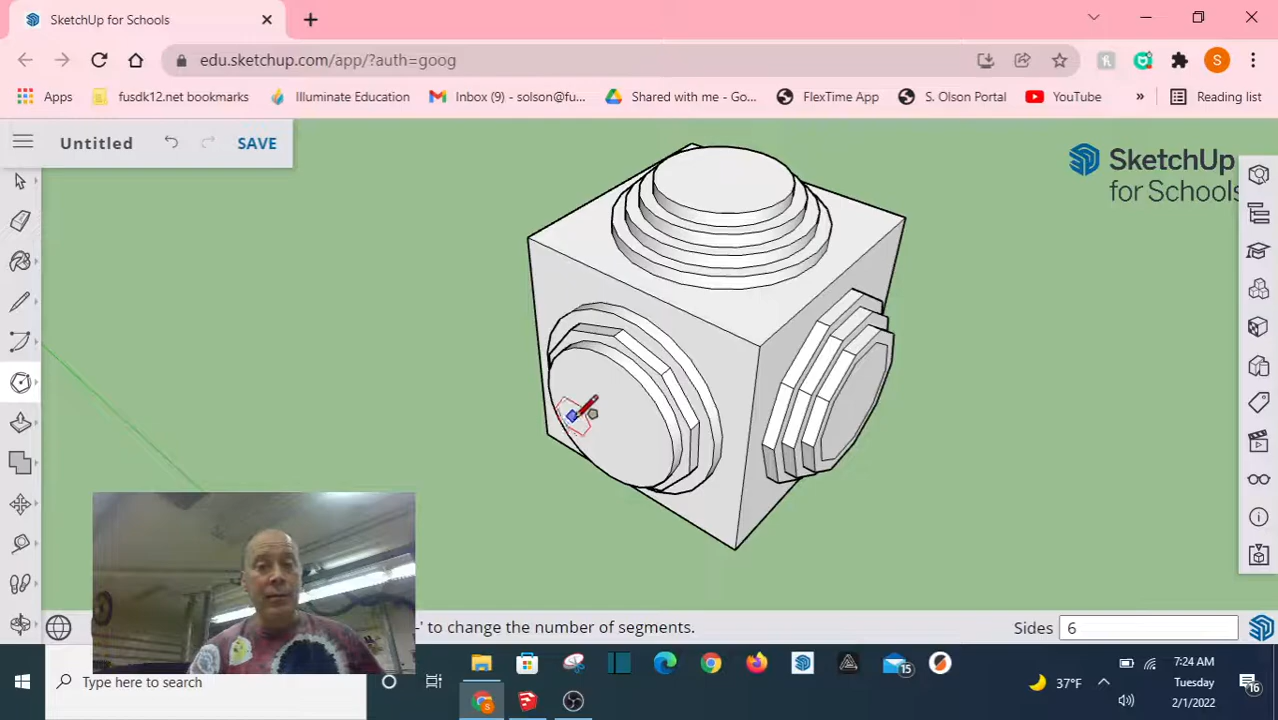 SketchUp for Schools
edu.sketchup.com/app/?auth=goog
S
Apps
fusdk12.net bookmarks
Illuminate Education
Inbox (9) - solson@fu...
Shared with me - Go...
FlexTime App
S. Olson Portal
YouTube
»
Reading list
Untitled
SAVE
SketchUp
for Schools
-' to change the number of segments.
Sides
6
Type here to search
15
37°F
7:24 AM
Tuesday
2/1/2022
16